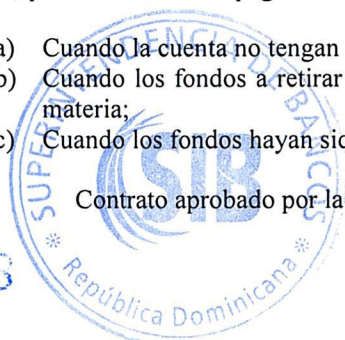 a) Cuando la cuenta no tengan
b) Cuando los fondos a retirar
materia;
c) Cuando los fondos hayan
Contrato aprobado por la
SUPERINTENDENCIA DE BANCOS
SIB
República Dominicana